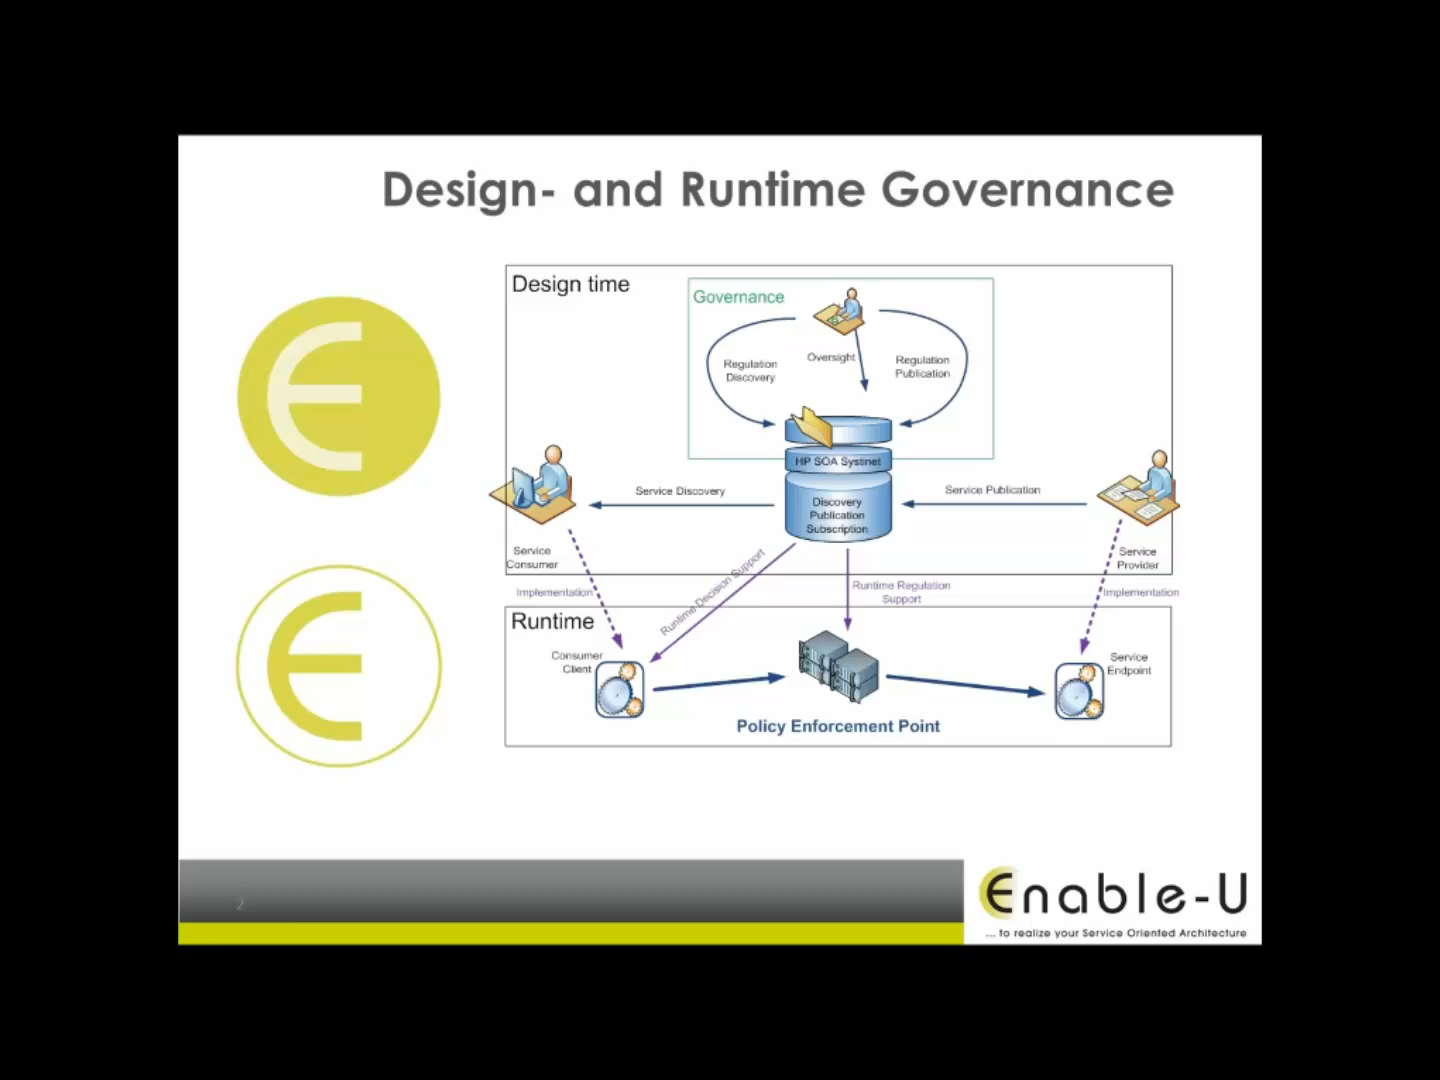 Design- and Runtime Governance
Design time
Governance
Regulation
Discovery
Oversight
Regulation
Publication
HP SOA Systinet
Service Discovery
Service Publication
Discovery
Publication
Subscription
Service
Consumer
Service
Provider
Implementation
Runtime Decision Support
Runtime Regulation
Support
Implementation
Runtime
Consumer
Client
Service
Endpoint
Policy Enforcement Point
2
Enable-U
... to realize your Service Oriented Architecture